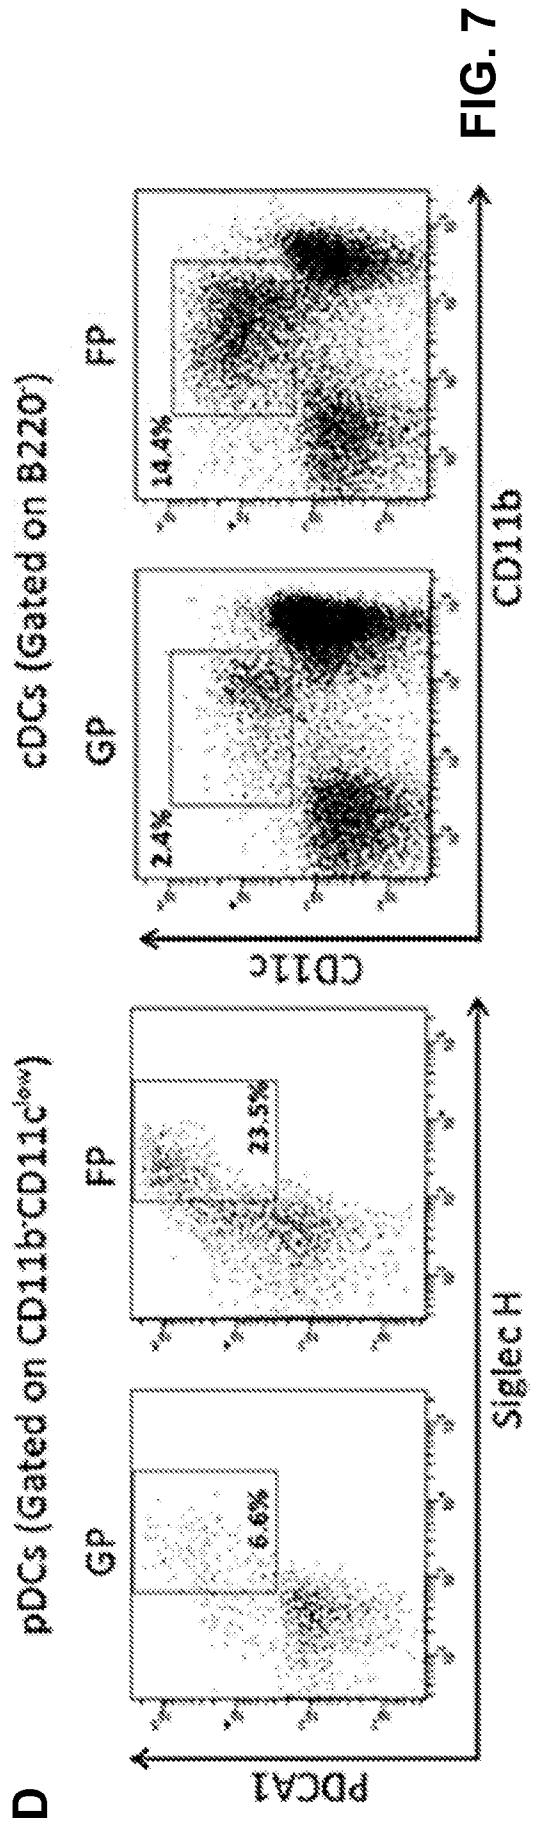 D
pDCs (Gated on CD11b⁻CD11c^low)
GP
FP
6.6%
23.5%
PDCA1
Siglec H
cDCs (Gated on B220⁻)
GP
FP
2.4%
14.4%
CD11c
CD11b
FIG. 7